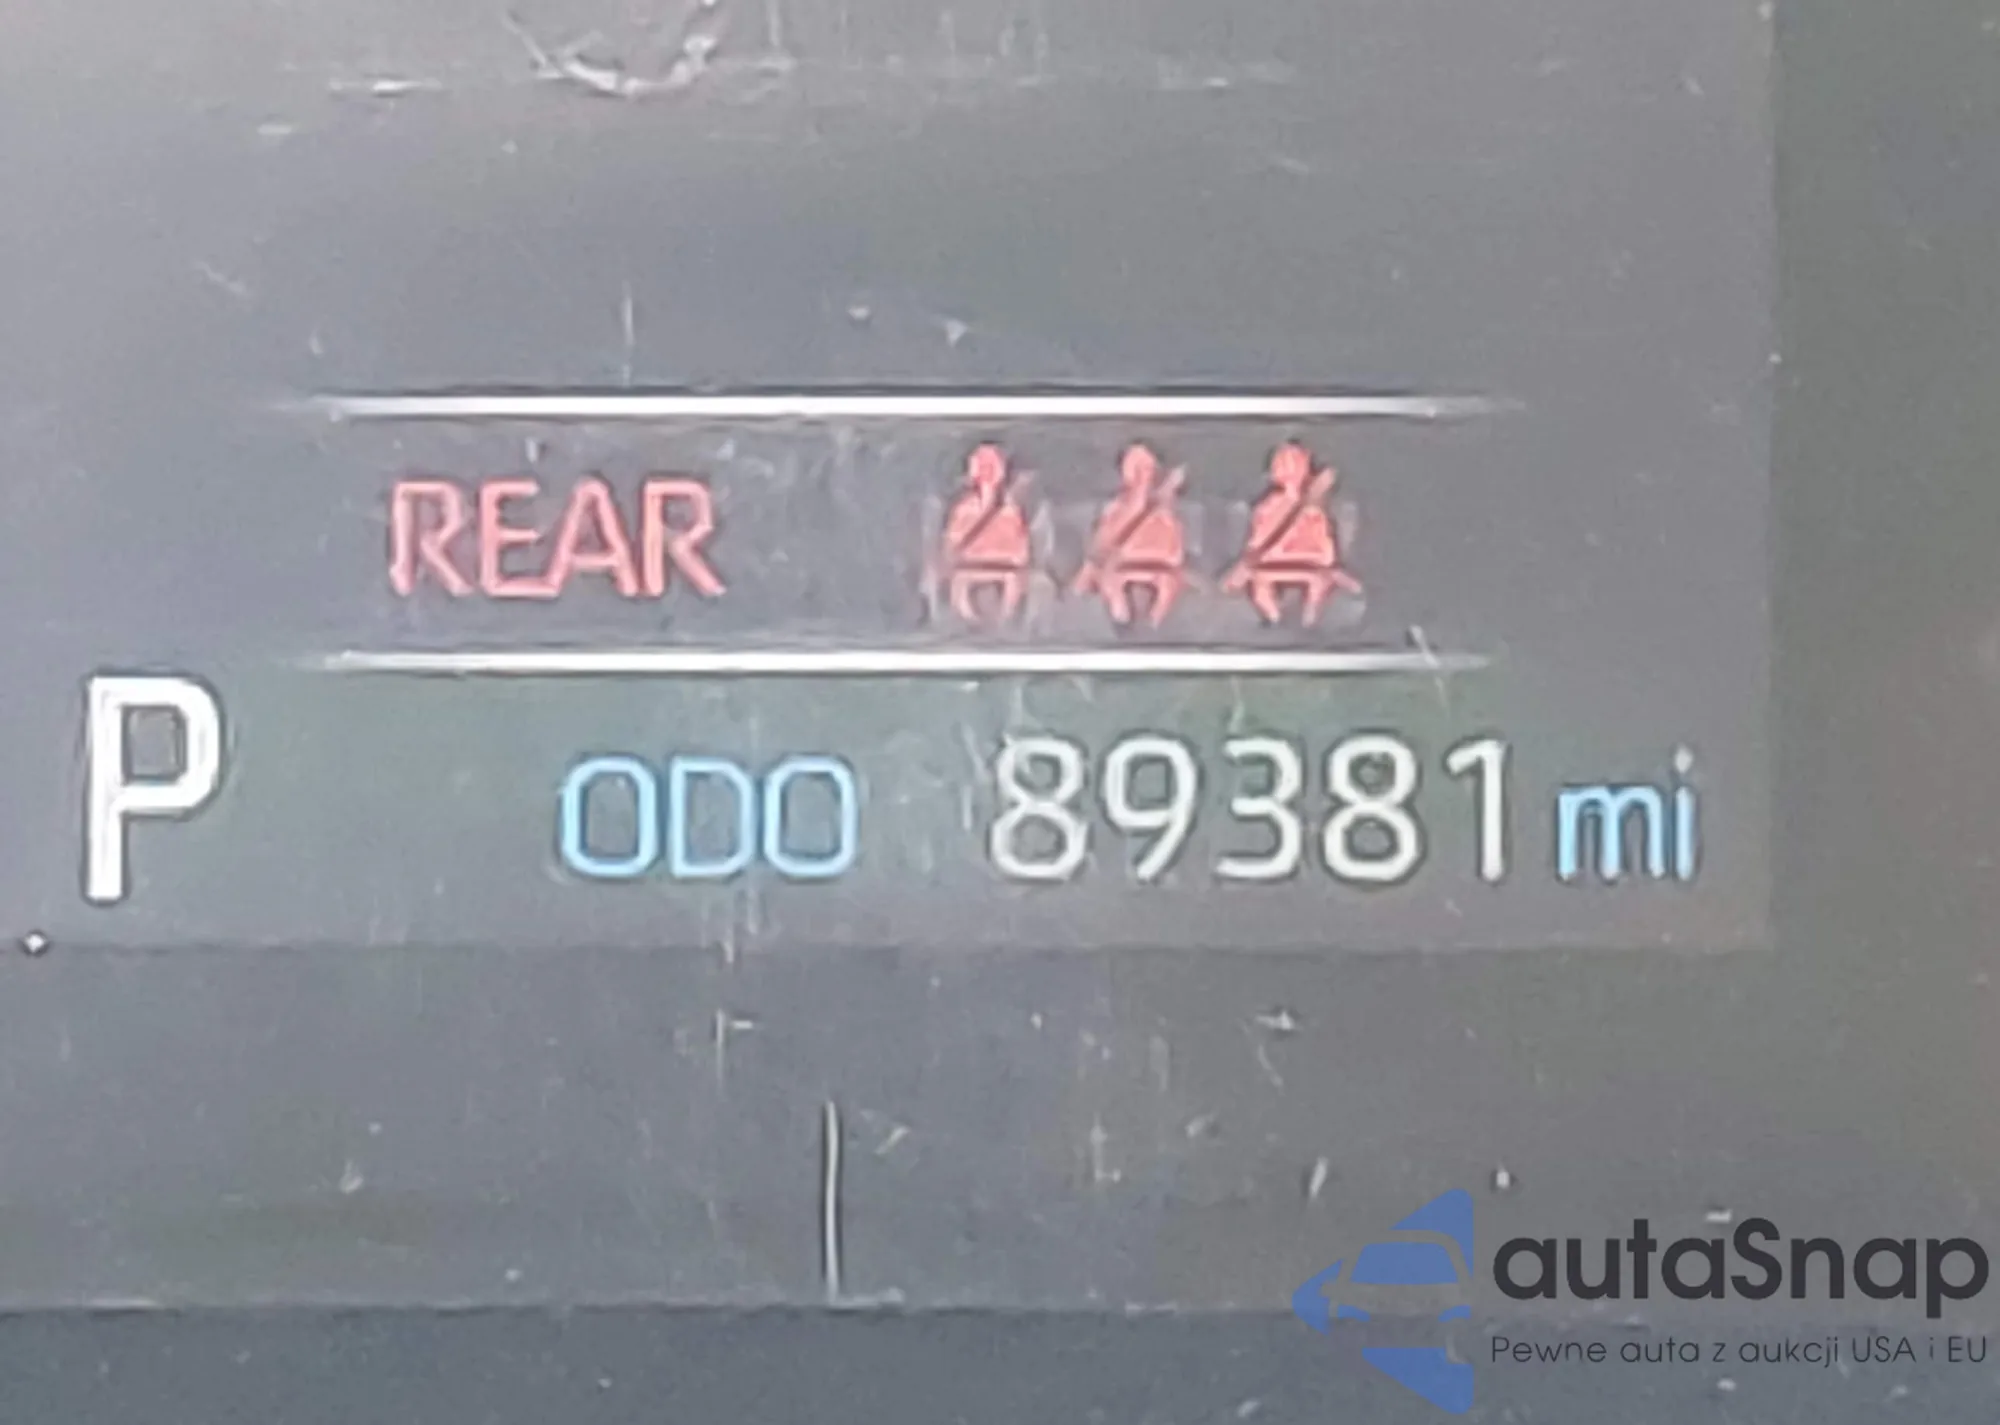 REAR
P ODO 89381 mi
autaSnap
Pewne auta z aukcji USA i EU